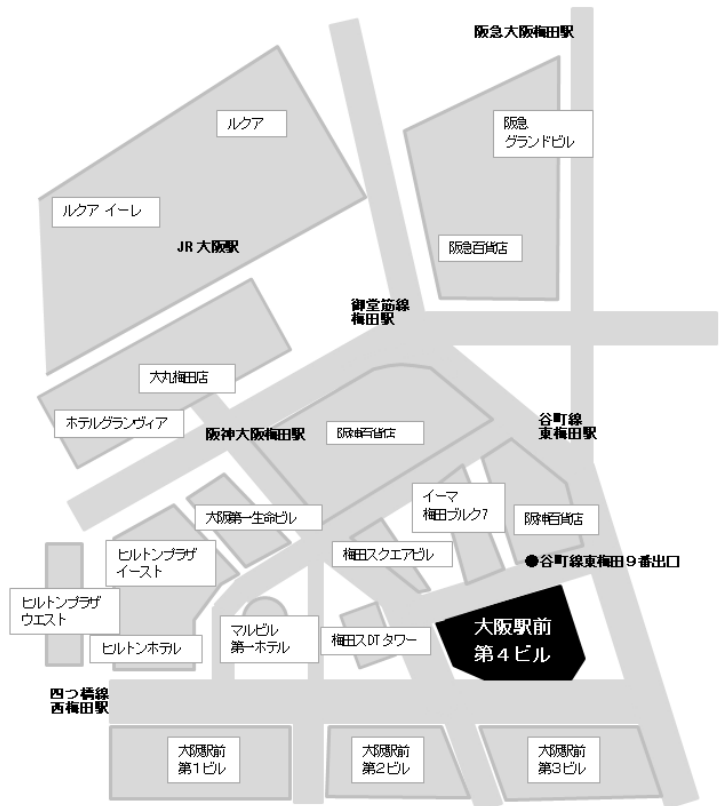 阪急大阪梅田駅
ルクア
阪急
グランドビル
ルクア イーレ
JR 大阪駅
阪急百貨店
御堂筋線
梅田駅
大丸梅田店
ホテルグランヴィア
阪神大阪梅田駅
阪神百貨店
谷町線
東梅田駅
イーマ
梅田ブルク7
大阪第一生命ビル
阪神百貨店
ヒルトンプラザ
イースト
梅田スクエアビル
●谷町線東梅田９番出口
ヒルトンプラザ
ウエスト
ヒルトンホテル
マルビル
第一ホテル
梅田スDTタワー
大阪駅前
第４ビル
四つ橋線
西梅田駅
大阪駅前
第1ビル
大阪駅前
第2ビル
大阪駅前
第3ビル